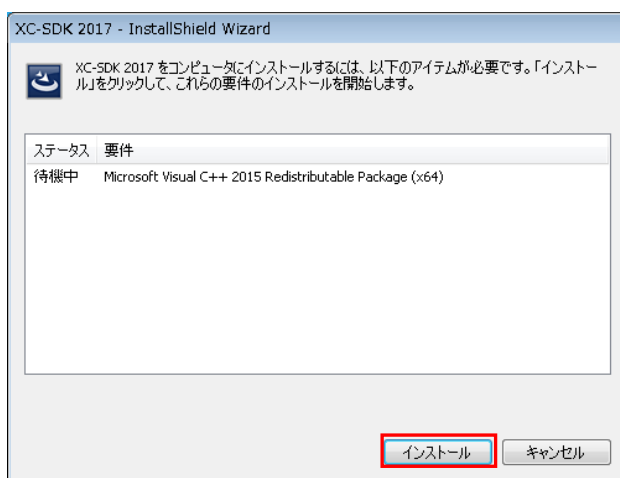 XC-SDK 2017 - InstallShield Wizard
XC-SDK 2017 をコンピュータにインストールするには、以下のアイテムが必要です。「インストー
ル」をクリックして、これらの要件のインストールを開始します。
ステータス 要件
待機中 Microsoft Visual C++ 2015 Redistributable Package (x64)
インストール キャンセル